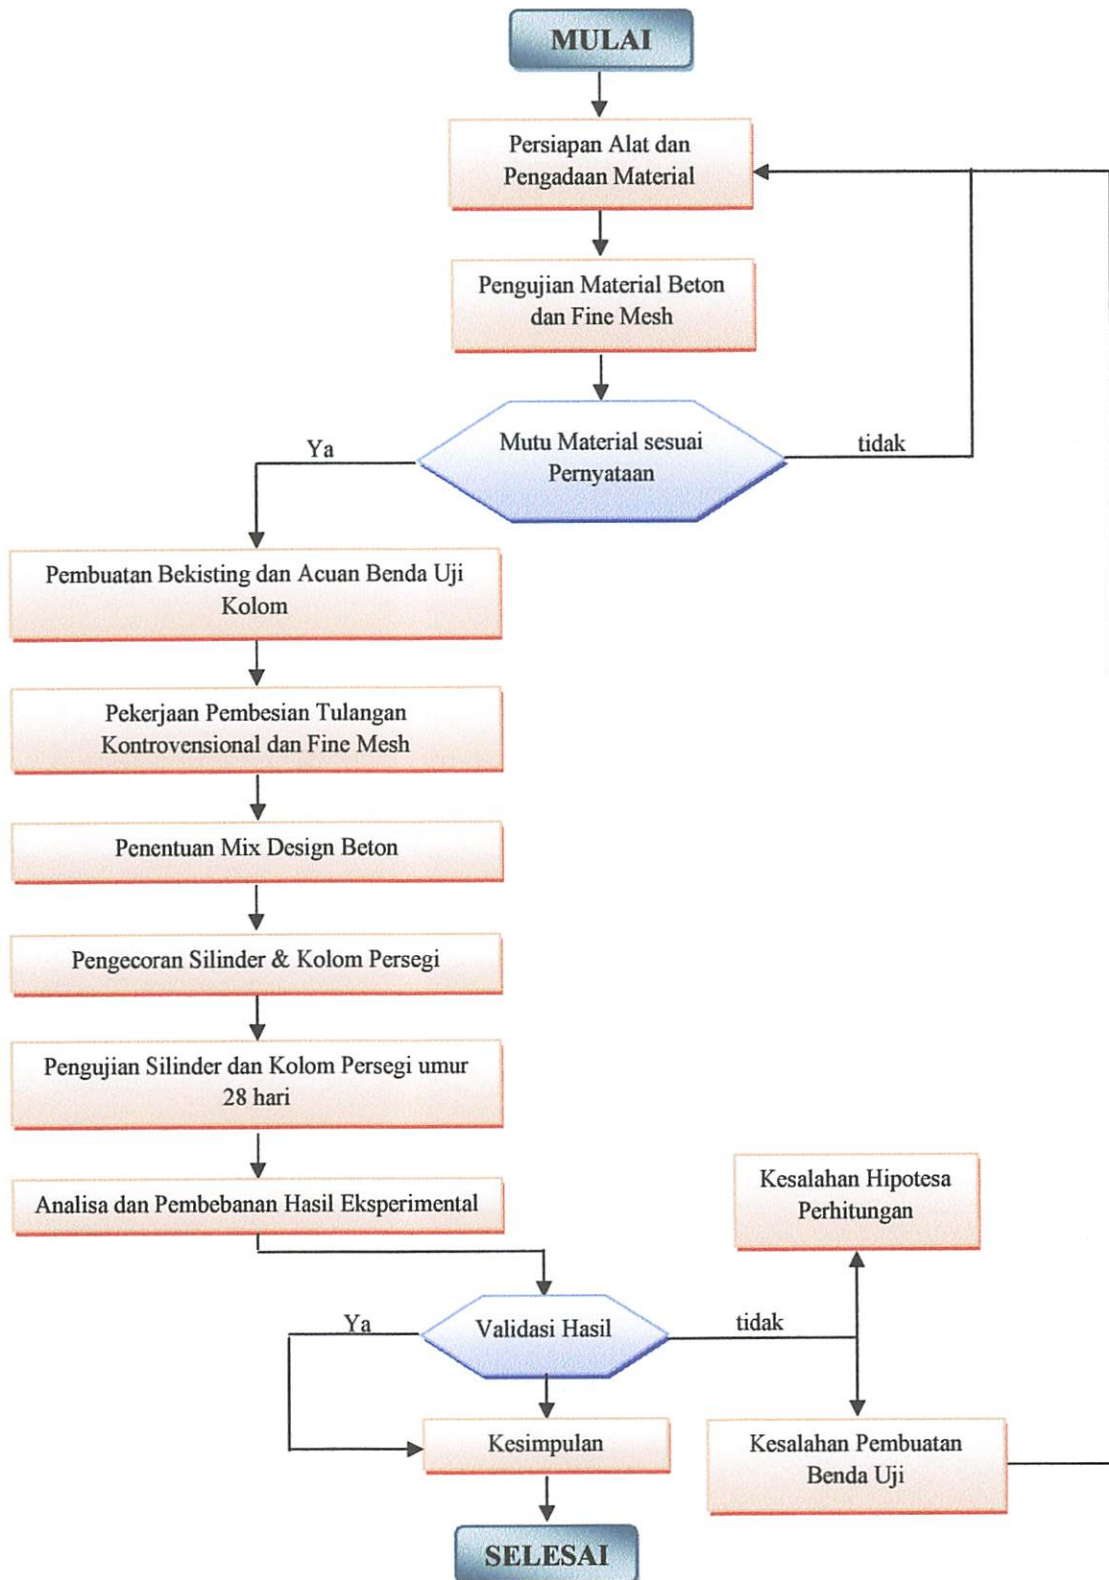 MULAI
Persiapan Alat dan
Pengadaan Material
Pengujian Material Beton
dan Fine Mesh
Mutu Material sesuai
Pernyataan
Ya
tidak
Pembuatan Bekisting dan Acuan Benda Uji
Kolom
Pekerjaan Pembesian Tulangan
Kontrovensional dan Fine Mesh
Penentuan Mix Design Beton
Pengecoran Silinder & Kolom Persegi
Pengujian Silinder dan Kolom Persegi umur
28 hari
Analisa dan Pembebanan Hasil Eksperimental
Kesalahan Hipotesa
Perhitungan
Ya
Validasi Hasil
tidak
Kesimpulan
Kesalahan Pembuatan
Benda Uji
SELESAI